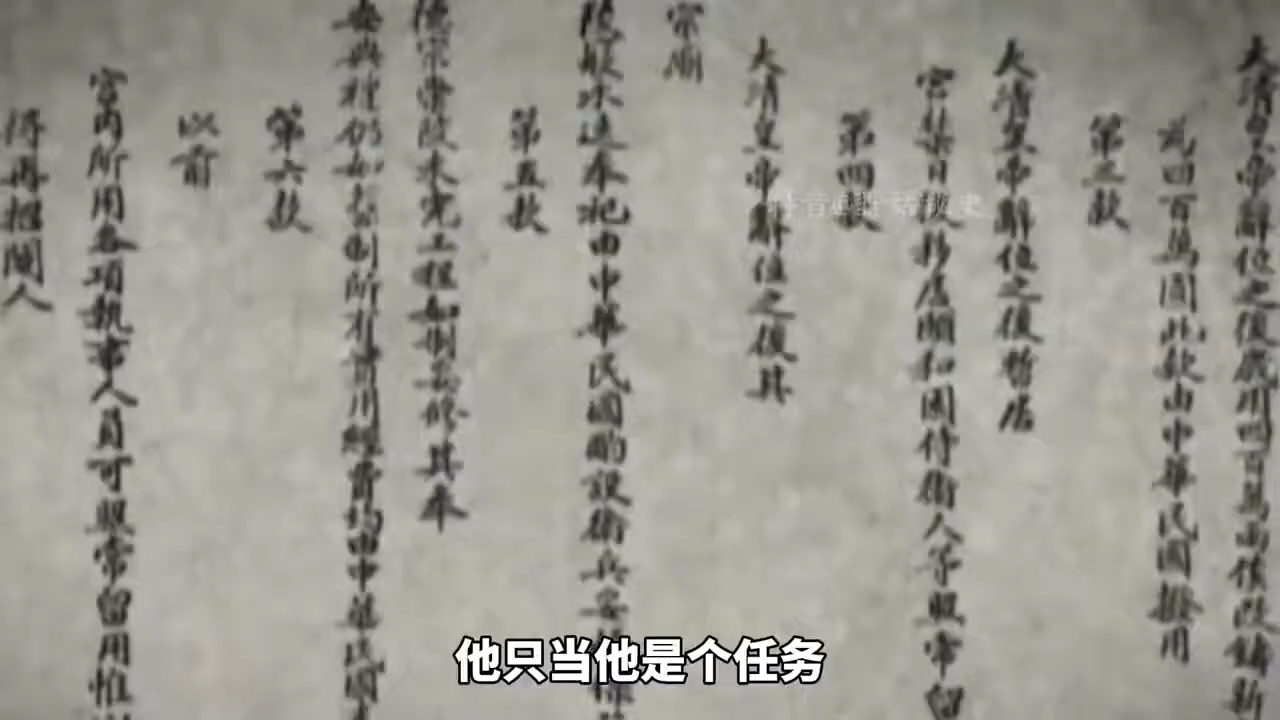 大清皇帝辭位之後歲用四百萬兩俟改鑄新
為四百萬圓此款由中華民國撥用
第三款
大清皇帝辭位之後暫居
宮禁日後移居頤和園侍衛人等照常留
第四款
大清皇帝辭位之後其
宗廟
陵寢永遠奉祀由中華民國酌設衛兵妥慎保
第五款
德宗崇陵未完工程如制妥修其奉
安典禮仍如舊制所有實用經費均由中華民國
第六款
以前
宮內所用各項執事人員可照常留用惟
得再招閹人
他只当他是个任务